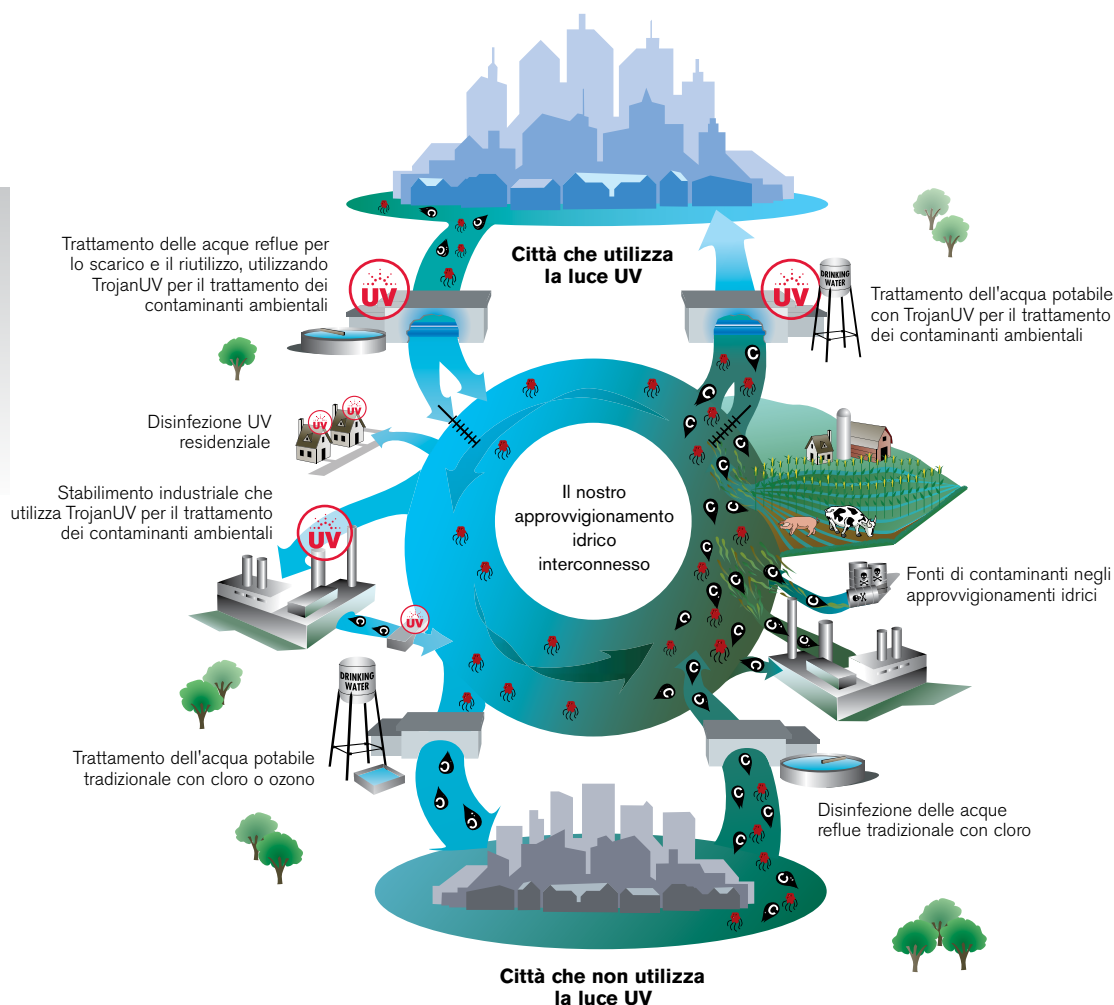 Città che utilizza
la luce UV
Trattamento delle acque reflue per
lo scarico e il riutilizzo, utilizzando
TrojanUV per il trattamento dei
contaminanti ambientali
UV
UV
DRINKING
WATER
Trattamento dell'acqua potabile
con TrojanUV per il trattamento
dei contaminanti ambientali
Disinfezione UV
residenziale
UV
UV
Stabilimento industriale che
utilizza TrojanUV per il trattamento
dei contaminanti ambientali
UV
UV
Il nostro
approvvigionamento
idrico
interconnesso
Fonti di contaminanti negli
approvvigionamenti idrici
DRINKING
WATER
Trattamento dell'acqua potabile
tradizionale con cloro o ozono
Disinfezione delle acque
reflue tradizionale con cloro
Città che non utilizza
la luce UV